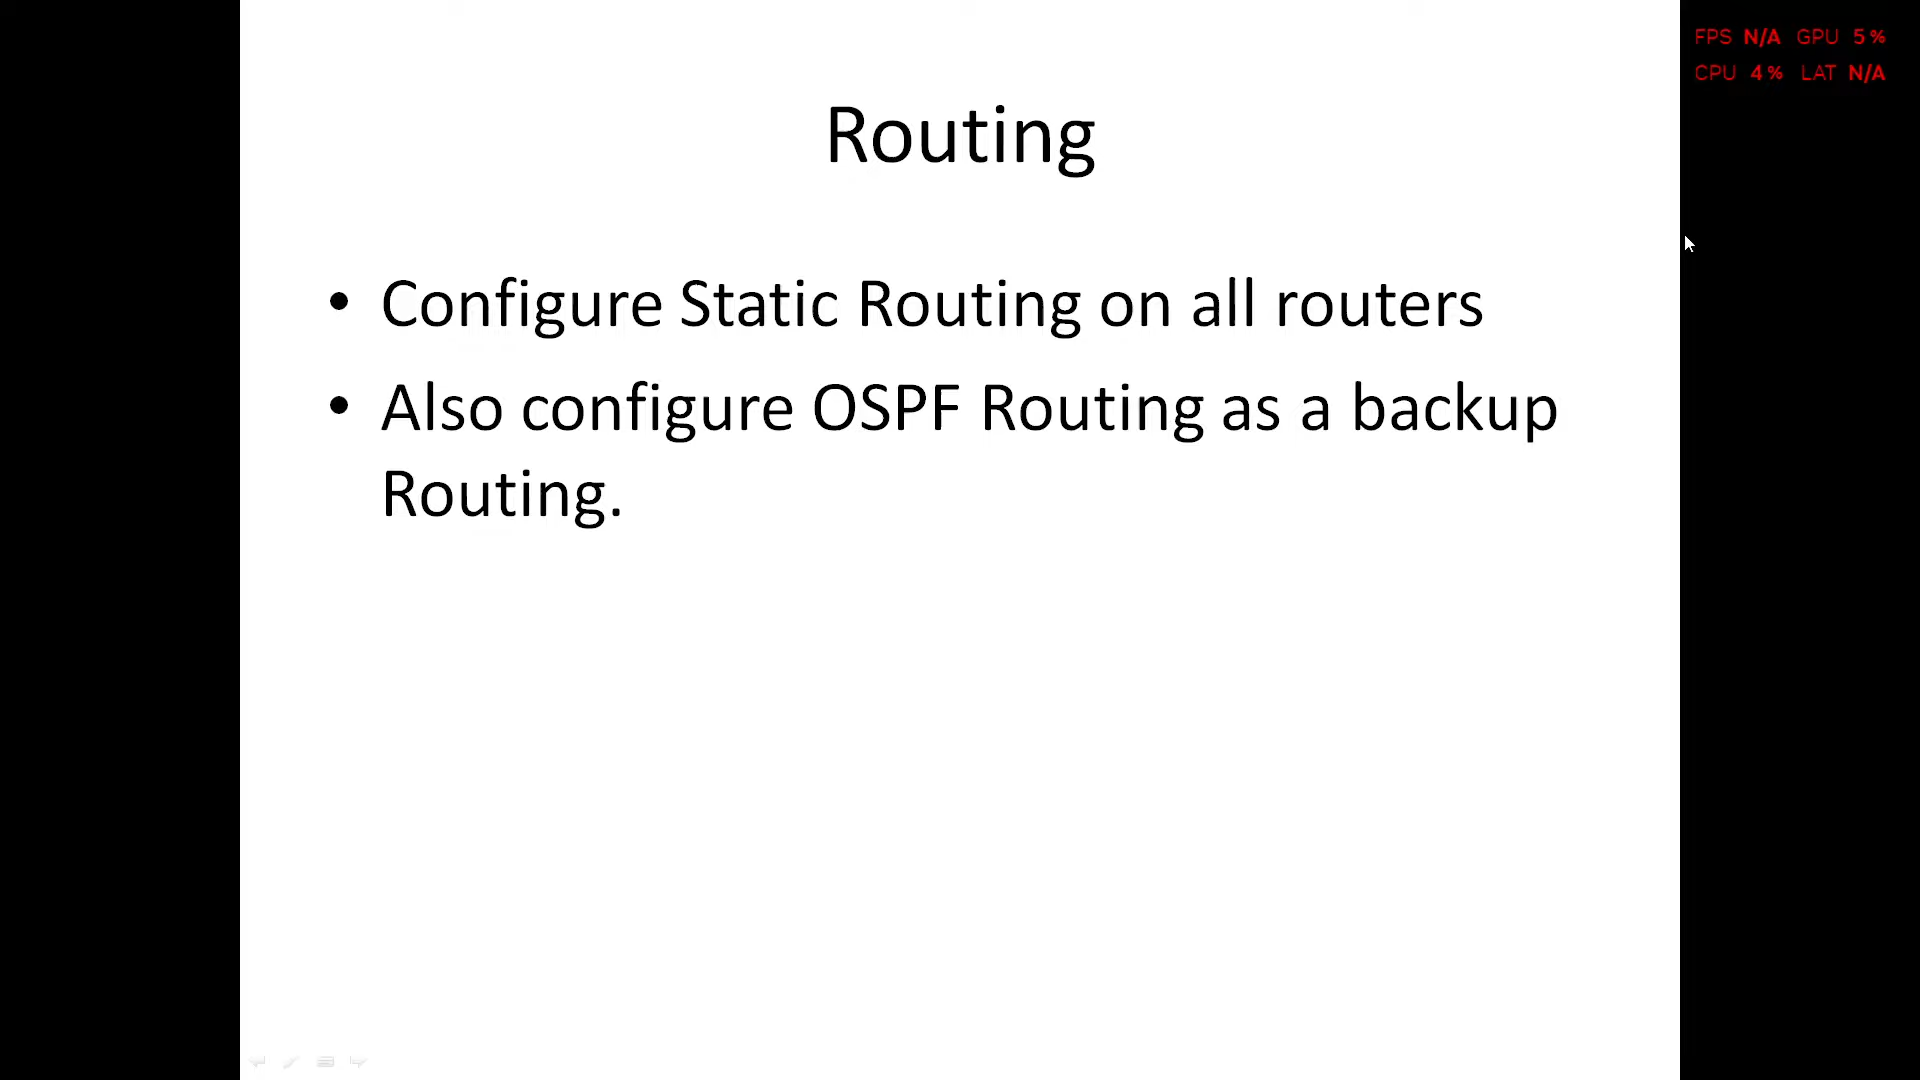 FPS N/A GPU 5%
CPU 4% LAT N/A
Routing
• Configure Static Routing on all routers
• Also configure OSPF Routing as a backup
Routing.